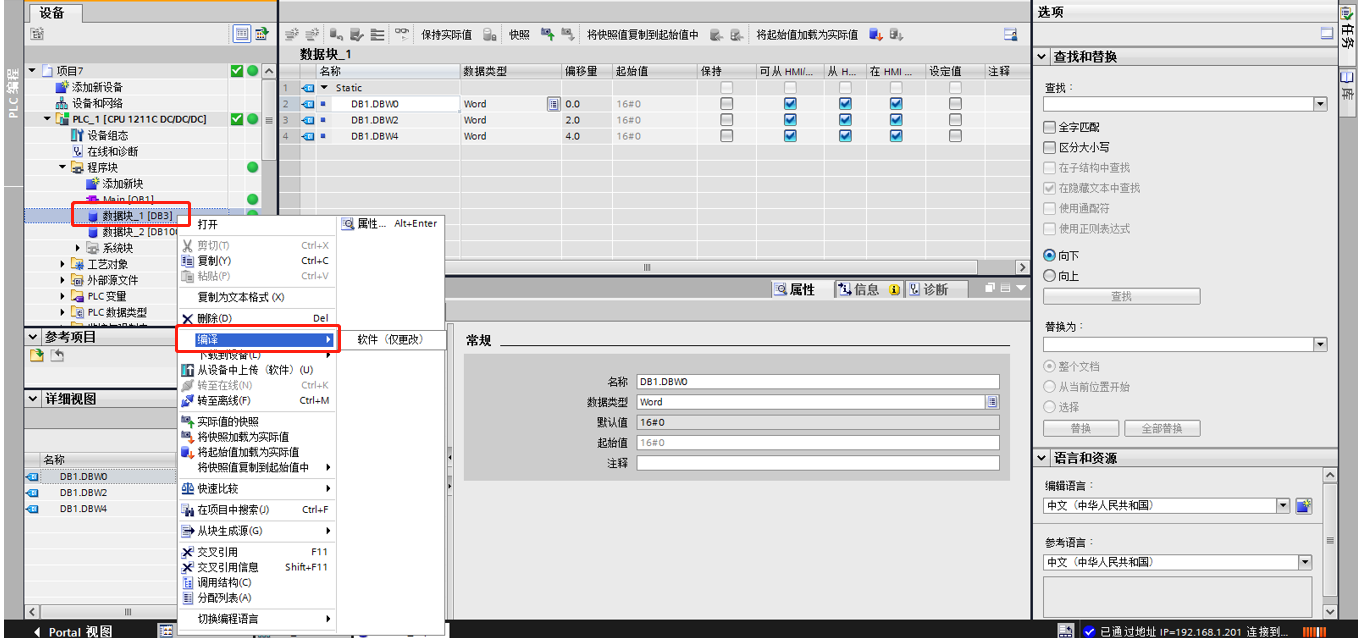 设备
PLC 编程
项目7
添加新设备
设备和网络
PLC_1 [CPU 1211C DC/DC/DC]
设备组态
在线和诊断
程序块
添加新块
Main [OB1]
数据块_1 [DB3]
数据块_2 [DB100
系统块
工艺对象
外部源文件
PLC 变量
PLC 数据类型
参考项目
详细视图
名称
DB1.DBW0
DB1.DBW2
DB1.DBW4
Portal 视图
打开
剪切(T) Ctrl+X
复制(Y) Ctrl+C
粘贴(P) Ctrl+V
复制为文本格式 (X)
删除(D) Del
编译
下载到设备(L)
从设备中上传（软件）(U)
转至在线(N) Ctrl+K
转至离线(F) Ctrl+M
实际值的快照
将快照加载为实际值
将起始值加载为实际值
将快照值复制到起始值中
快速比较
在项目中搜索(J) Ctrl+F
从块生成源(G)
交叉引用 F11
交叉引用信息 Shift+F11
调用结构(C)
分配列表(A)
切换编程语言
属性... Alt+Enter
软件（仅更改）
保持实际值 快照 将快照值复制到起始值中 将起始值加载为实际值
数据块_1
名称 数据类型 偏移量 起始值 保持 可从 HMI/... 从 H... 在 HMI ... 设定值 注释
1 Static
2 DB1.DBW0 Word 0.0 16#0
3 DB1.DBW2 Word 2.0 16#0
4 DB1.DBW4 Word 4.0 16#0
属性 信息 诊断
常规
名称 DB1.DBW0
数据类型 Word
默认值 16#0
起始值 16#0
注释
选项
查找和替换
查找：
全字匹配
区分大小写
在子结构中查找
在隐藏文本中查找
使用通配符
使用正则表达式
向下
向上
查找
替换为：
整个文档
从当前位置开始
选择
替换 全部替换
语言和资源
编辑语言：
中文（中华人民共和国）
参考语言：
中文（中华人民共和国）
任务
库
已通过地址 IP=192.168.1.201 连接到...